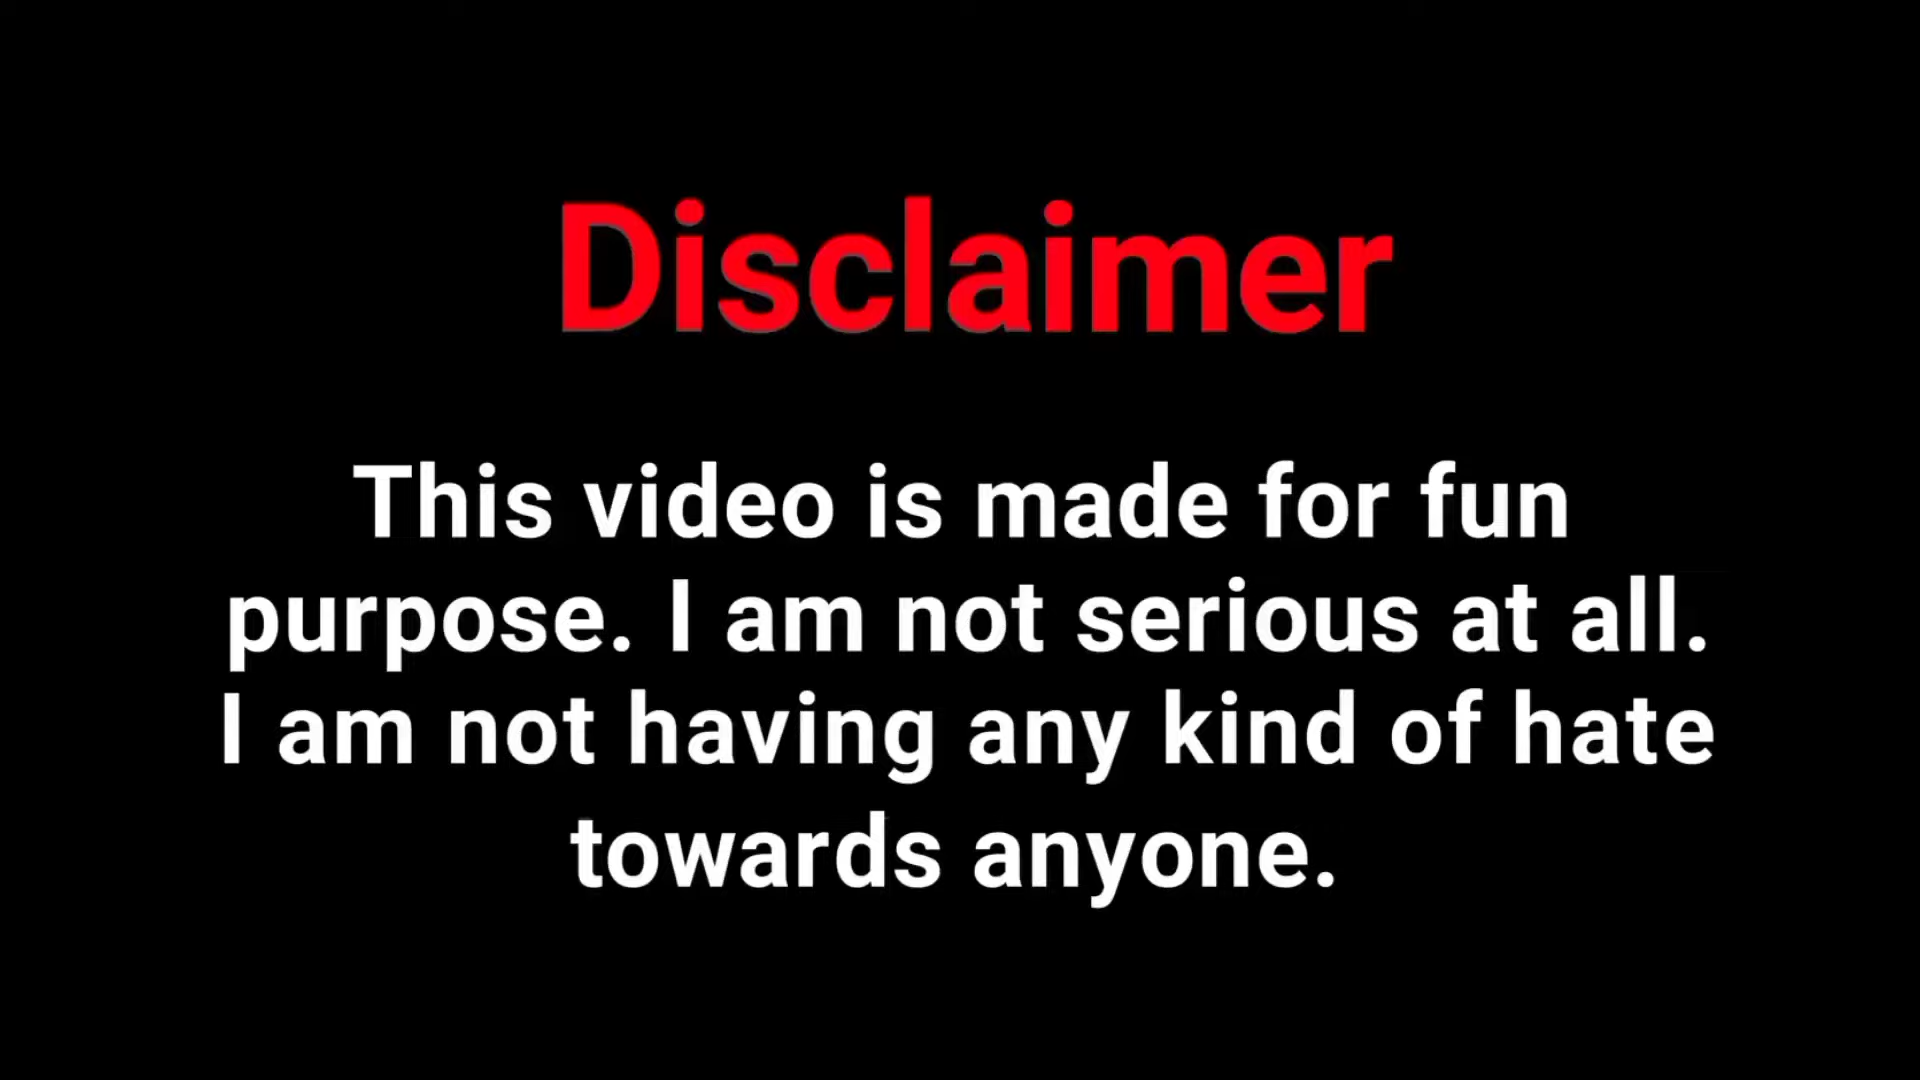 Disclaimer
This video is made for fun
purpose. I am not serious at all.
I am not having any kind of hate
towards anyone.